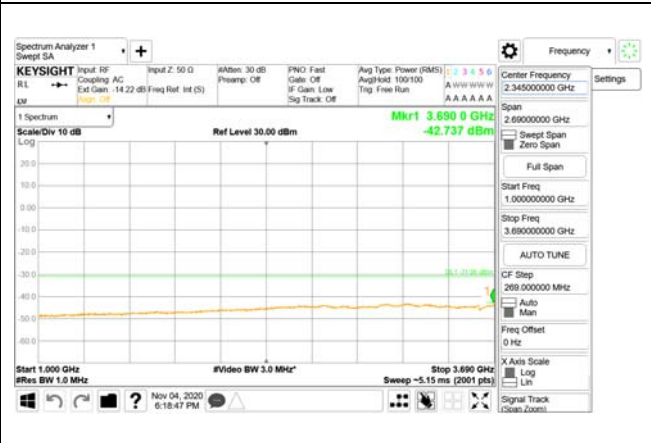 Spectrum Analyzer 1
Swept SA
+
Frequency
KEYSIGHT
RL
Input: RF
Coupling: AC
Ext Gain: -14.22 dB
Align: Off
Input Z: 50 Ω
Freq Ref: Int (S)
#Atten: 30 dB
Preamp: Off
PNO: Fast
Gate: Off
IF Gain: Low
Sig Track: Off
Avg Type: Power (RMS)
Avg|Hold: 100/100
Trig: Free Run
1 2 3 4 5 6
A W W W W W
A A A A A A
1 Spectrum
Scale/Div 10 dB
Log
Ref Level 30.00 dBm
Mkr1 3.690 0 GHz
-42.737 dBm
20.0
10.0
0.00
-10.0
-20.0
-30.0
-40.0
-50.0
-60.0
1
Start 1.000 GHz
#Res BW 1.0 MHz
#Video BW 3.0 MHz*
Stop 3.690 GHz
Sweep ~5.15 ms (2001 pts)
Nov 04, 2020
6:18:47 PM
Settings
Center Frequency
2.345000000 GHz
Span
2.69000000 GHz
Swept Span
Zero Span
Full Span
Start Freq
1.000000000 GHz
Stop Freq
3.690000000 GHz
AUTO TUNE
CF Step
269.000000 MHz
Auto
Man
Freq Offset
0 Hz
X Axis Scale
Log
Lin
Signal Track
(Span Zoom)